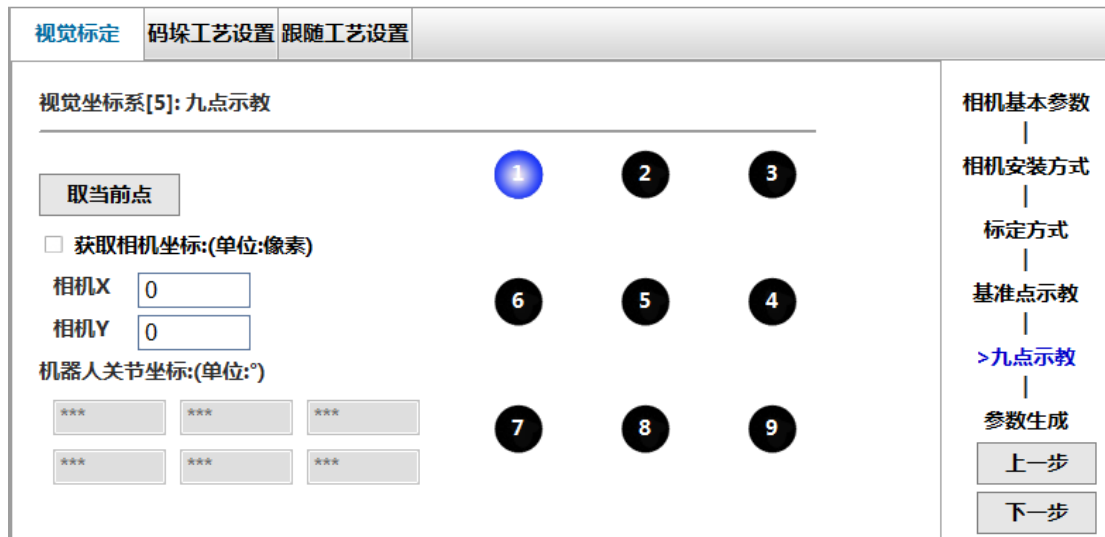 视觉标定 码垛工艺设置 跟随工艺设置
视觉坐标系[5]: 九点示教
取当前点
获取相机坐标:(单位:像素)
相机X 0
相机Y 0
机器人关节坐标:(单位:°)
*** *** ***
*** *** ***
1 2 3
6 5 4
7 8 9
相机基本参数
|
相机安装方式
|
标定方式
|
基准点示教
|
>九点示教
|
参数生成
上一步
下一步